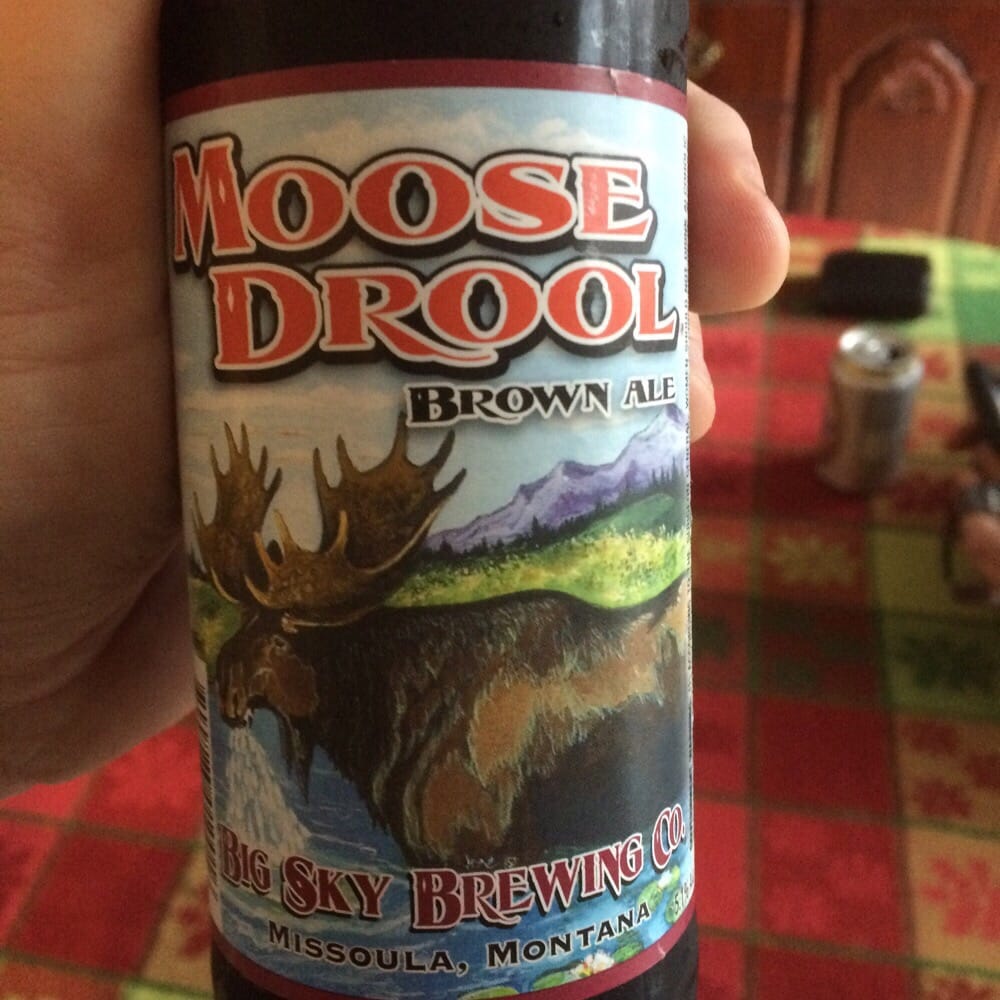 MOOSE
DROOL
BROWN ALE
BIG SKY BREWING CO.
MISSOULA, MONTANA